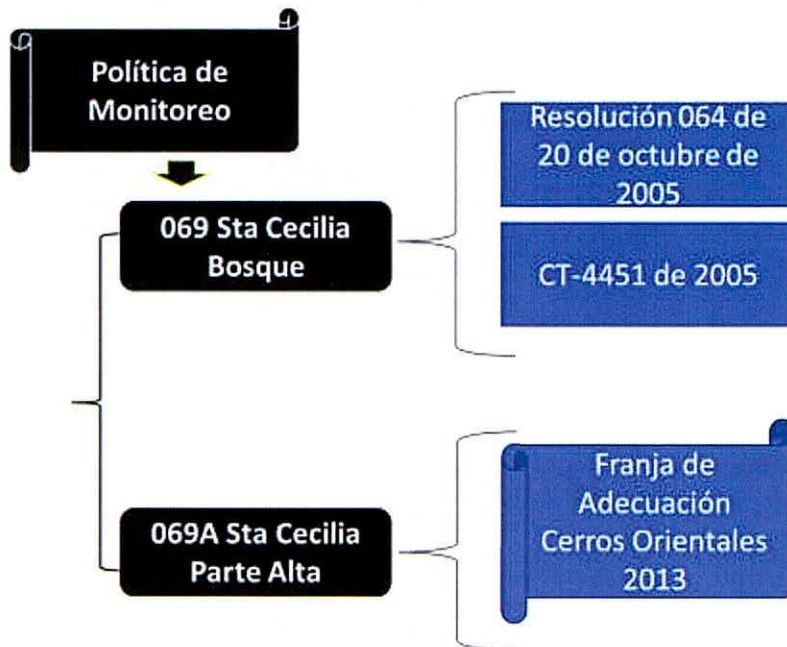 Política de
Monitoreo
069 Sta Cecilia
Bosque
Resolución 064 de
20 de octubre de
2005
CT-4451 de 2005
069A Sta Cecilia
Parte Alta
Franja de
Adecuación
Cerros Orientales
2013